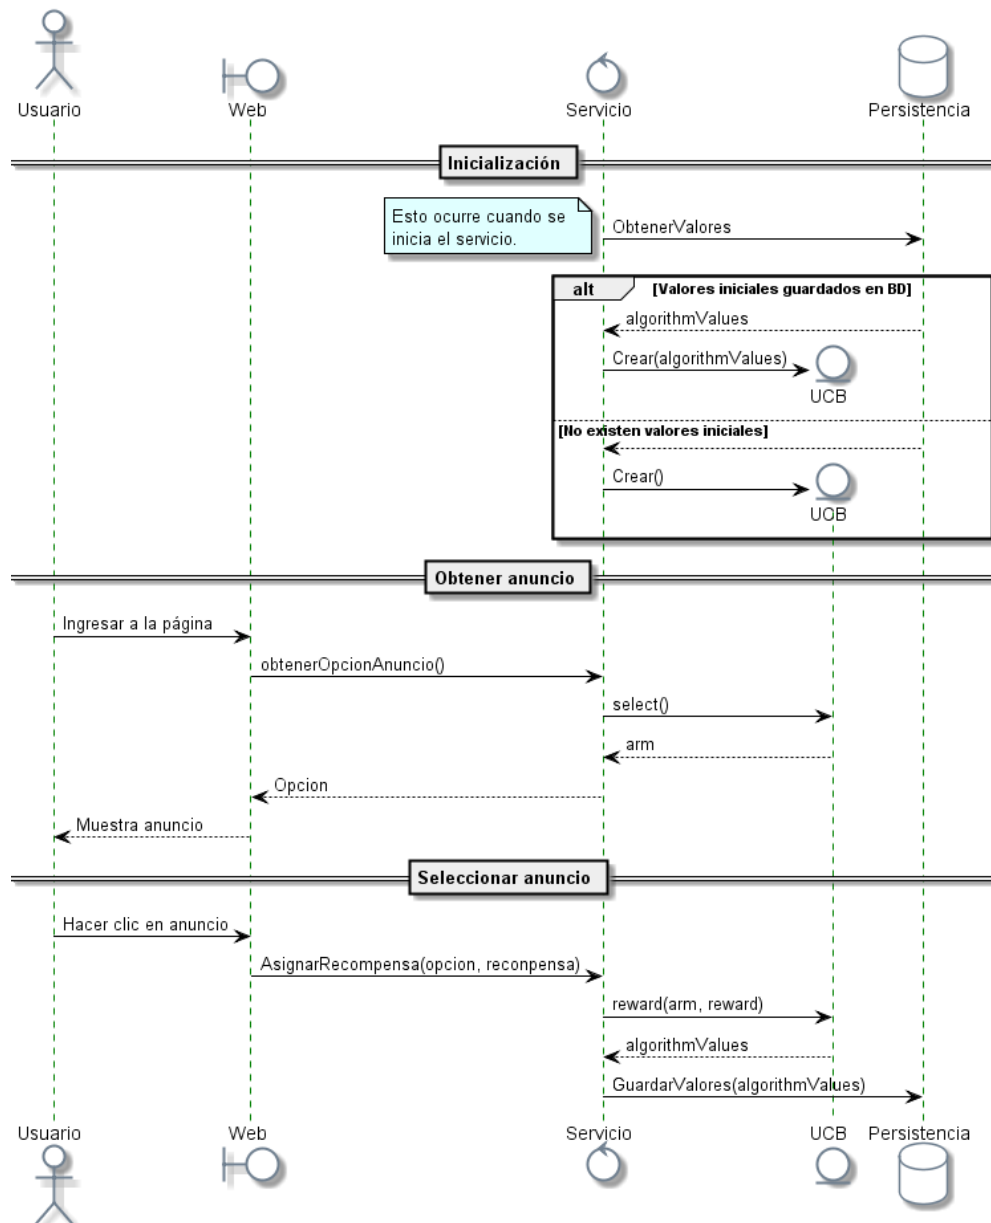 Usuario
Web
Servicio
Persistencia
Inicialización
Esto ocurre cuando se
inicia el servicio.
ObtenerValores
alt
[Valores iniciales guardados en BD]
algorithmValues
Crear(algorithmValues)
UCB
[No existen valores iniciales]
Crear()
UCB
Obtener anuncio
Ingresar a la página
obtenerOpcionAnuncio()
select()
arm
Opcion
Muestra anuncio
Seleccionar anuncio
Hacer clic en anuncio
AsignarRecompensa(opcion, reconpensa)
reward(arm, reward)
algorithmValues
GuardarValores(algorithmValues)
Usuario
Web
Servicio
UCB
Persistencia